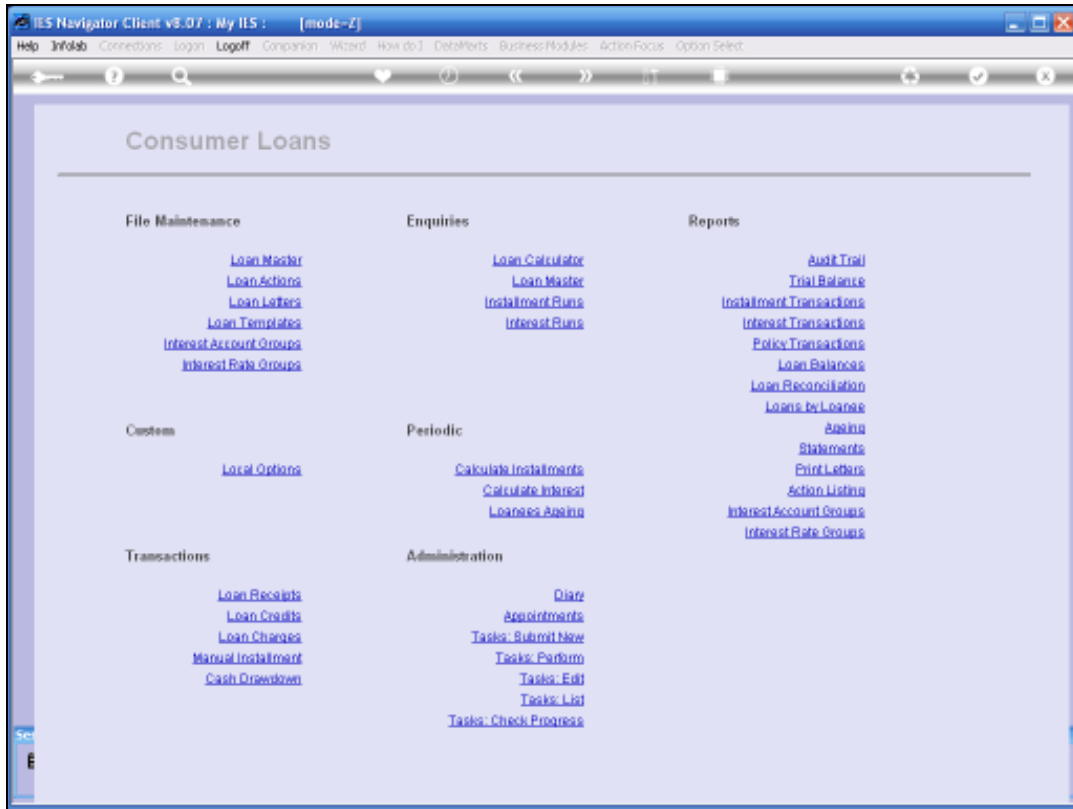 IES Navigator Client v8.07 : My IES : [mode=Z]
Help Infolab Connections Logon Logoff Companion Wizard How do I DataMerts Business Modules Action Focus Option Select
Consumer Loans
File Maintenance
Loan Master
Loan Actions
Loan Letters
Loan Templates
Interest Account Groups
Interest Rate Groups
Enquiries
Loan Calculator
Loan Master
Installment Runs
Interest Runs
Reports
Audit Trail
Trial Balance
Installment Transactions
Interest Transactions
Policy Transactions
Loan Balances
Loan Reconciliation
Loans by Loanee
Ageing
Statements
Print Letters
Action Listing
Interest Account Groups
Interest Rate Groups
Custom
Local Options
Periodic
Calculate Installments
Calculate Interest
Loanees Ageing
Transactions
Loan Receipts
Loan Credits
Loan Charges
Manual Installment
Cash Drawdown
Administration
Diary
Appointments
Tasks: Submit New
Tasks: Perform
Tasks: Edit
Tasks: List
Tasks: Check Progress